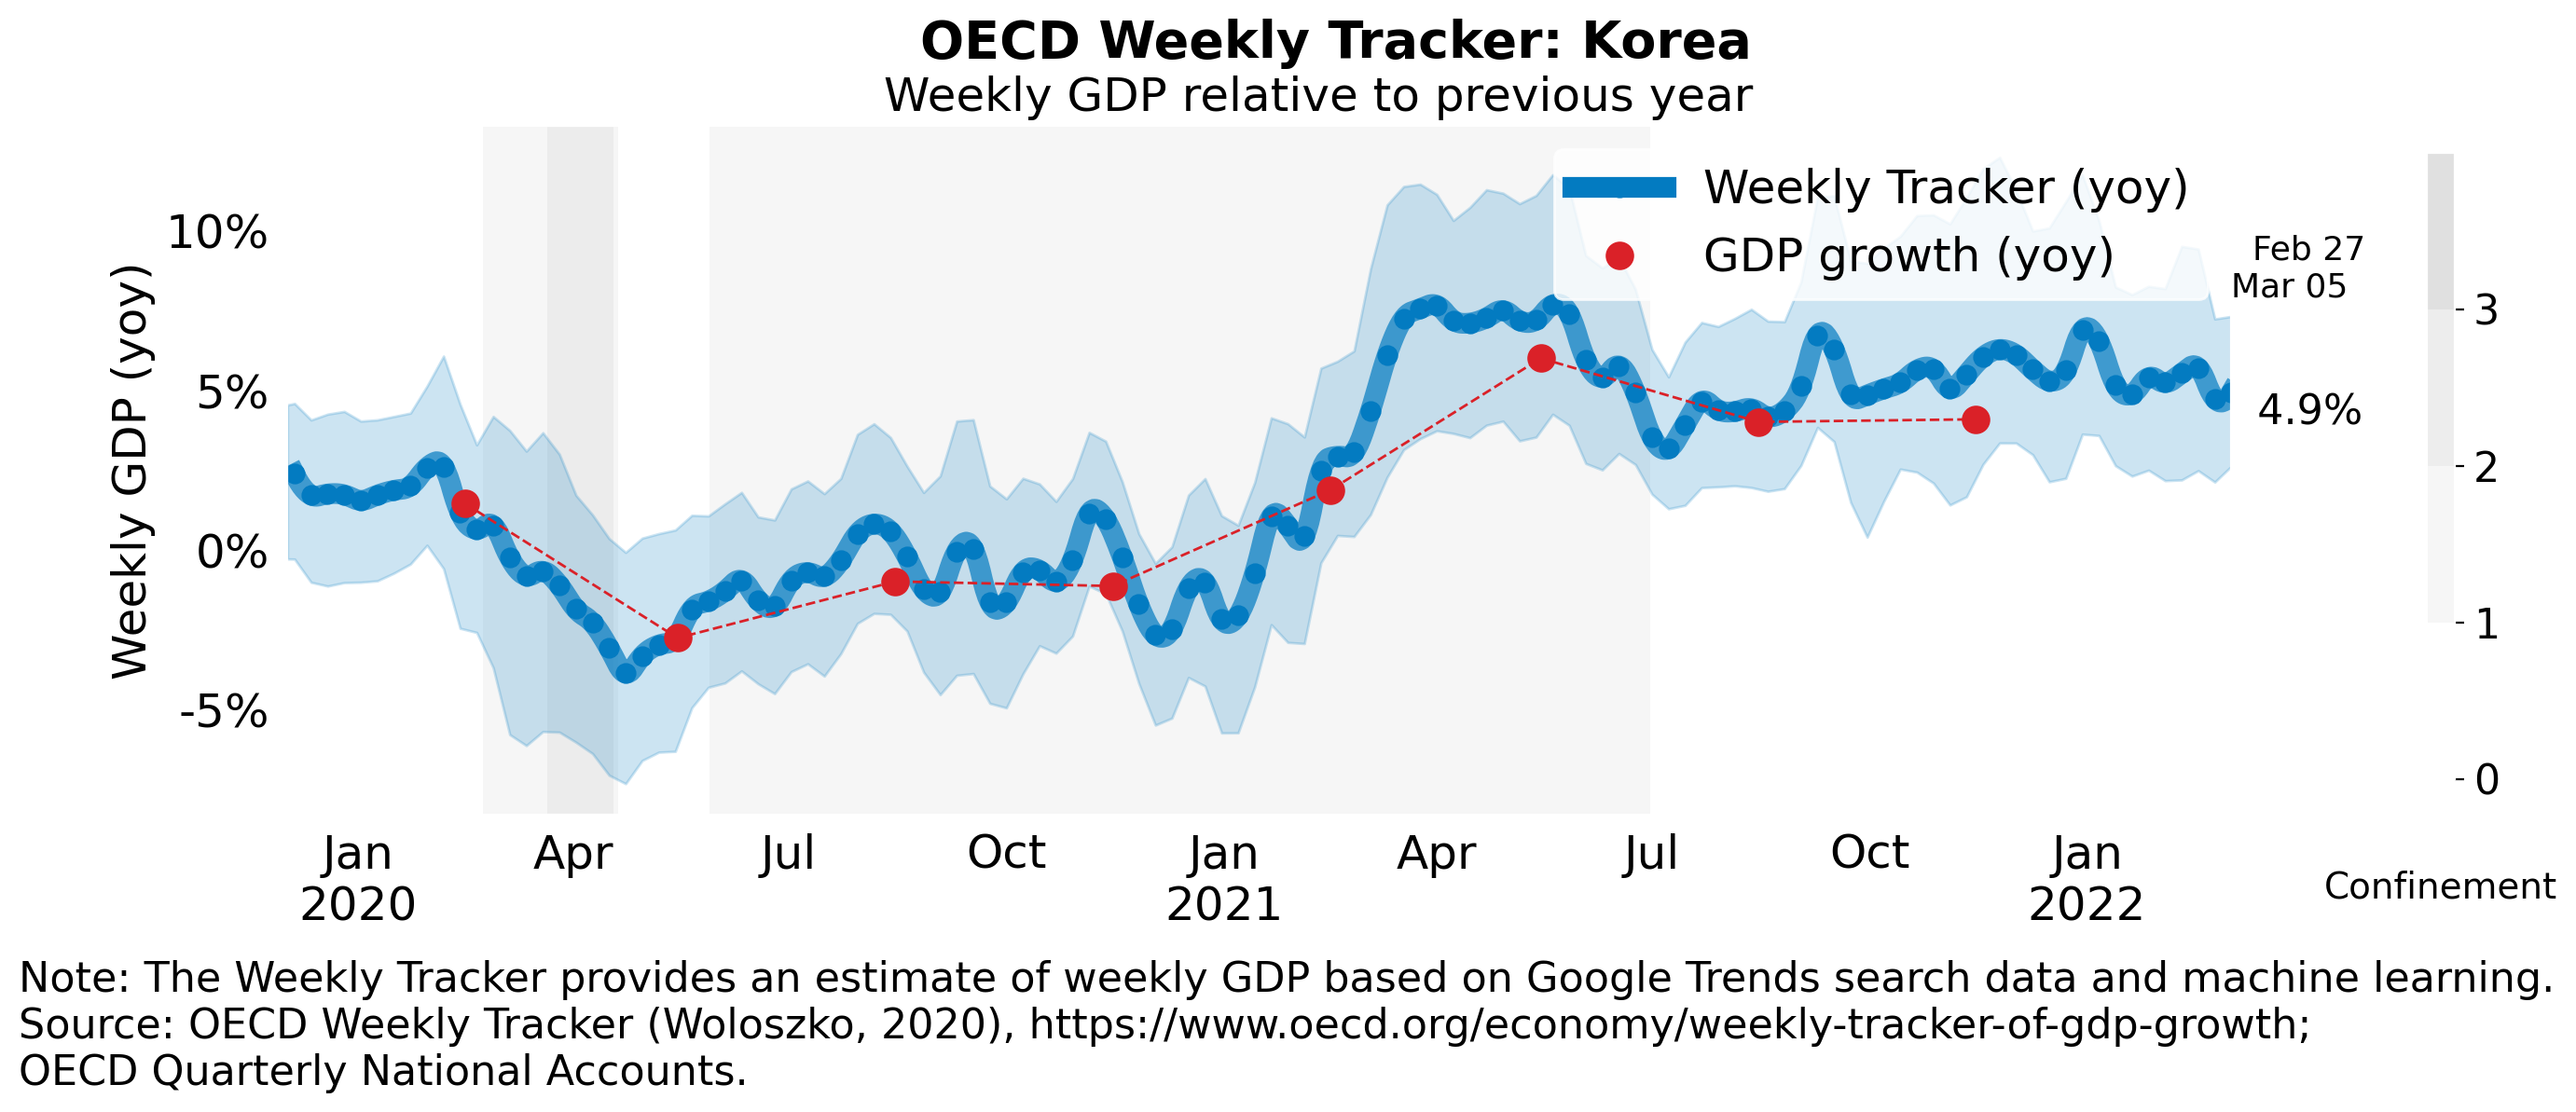 OECD Weekly Tracker: Korea
Weekly GDP relative to previous year
Weekly GDP (yoy)
10%
5%
0%
-5%
Weekly Tracker (yoy)
GDP growth (yoy)
Feb 27
Mar 05
4.9%
3
2
1
0
Confinement
Jan
2020
Apr
Jul
Oct
Jan
2021
Apr
Jul
Oct
Jan
2022
Note: The Weekly Tracker provides an estimate of weekly GDP based on Google Trends search data and machine learning.
Source: OECD Weekly Tracker (Woloszko, 2020), https://www.oecd.org/economy/weekly-tracker-of-gdp-growth;
OECD Quarterly National Accounts.